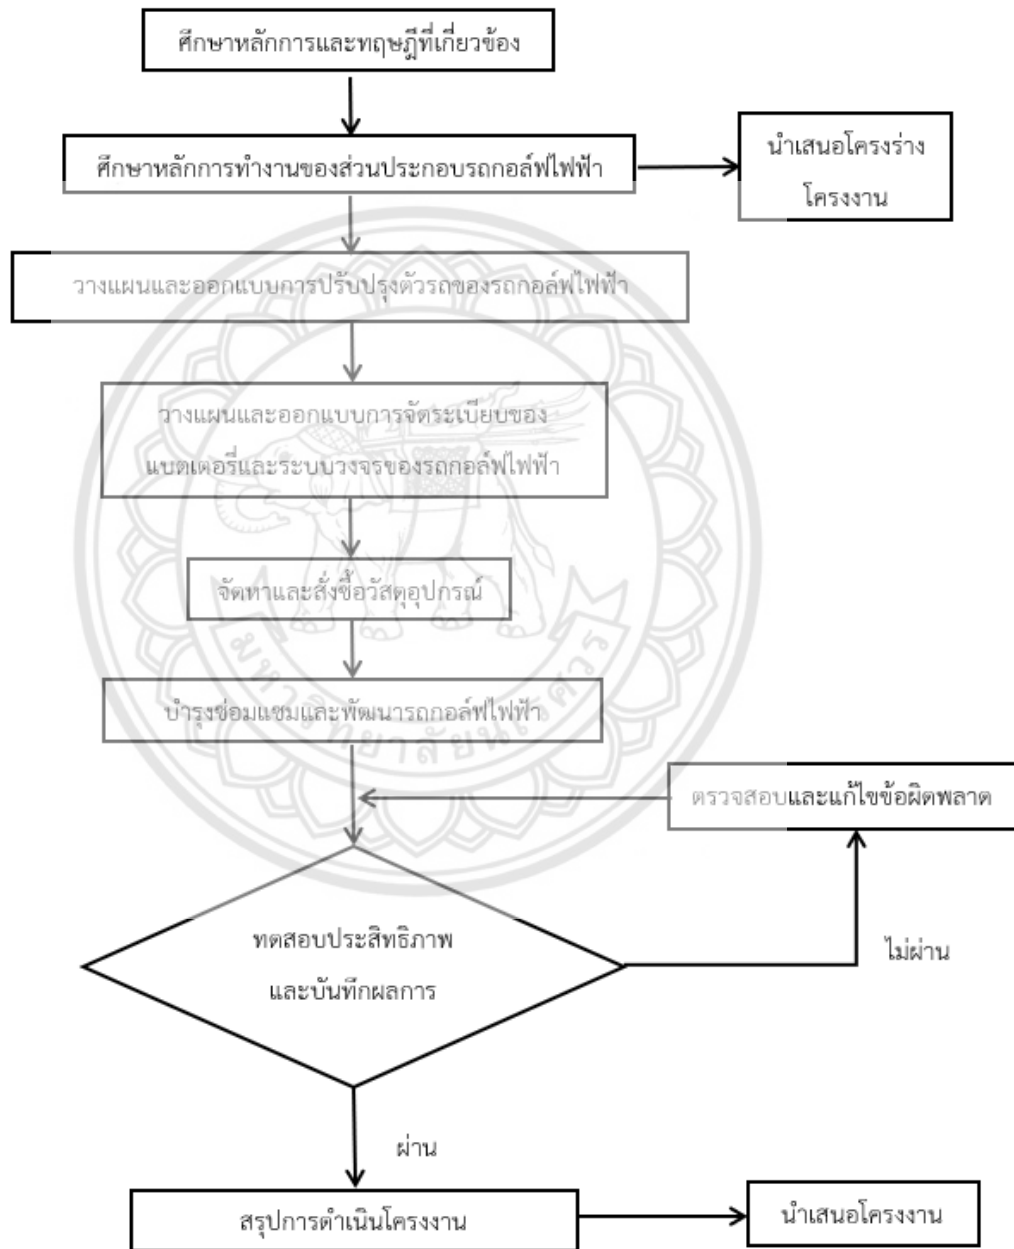 ศึกษาหลักการและทฤษฎีที่เกี่ยวข้อง
ศึกษาหลักการทำงานของส่วนประกอบรถกอล์ฟไฟฟ้า
นำเสนอโครงร่าง
โครงงาน
วางแผนและออกแบบการปรับปรุงตัวรถของรถกอล์ฟไฟฟ้า
วางแผนและออกแบบการจัดระเบียบของ
แบตเตอรี่และระบบวงจรของรถกอล์ฟไฟฟ้า
จัดหาและสั่งซื้อวัสดุอุปกรณ์
บำรุงซ่อมแซมและพัฒนารถกอล์ฟไฟฟ้า
มหาวิทยาลัยนเรศวร
ตรวจสอบและแก้ไขข้อผิดพลาด
ทดสอบประสิทธิภาพ
และบันทึกผลการ
ไม่ผ่าน
ผ่าน
สรุปการดำเนินโครงงาน
นำเสนอโครงงาน